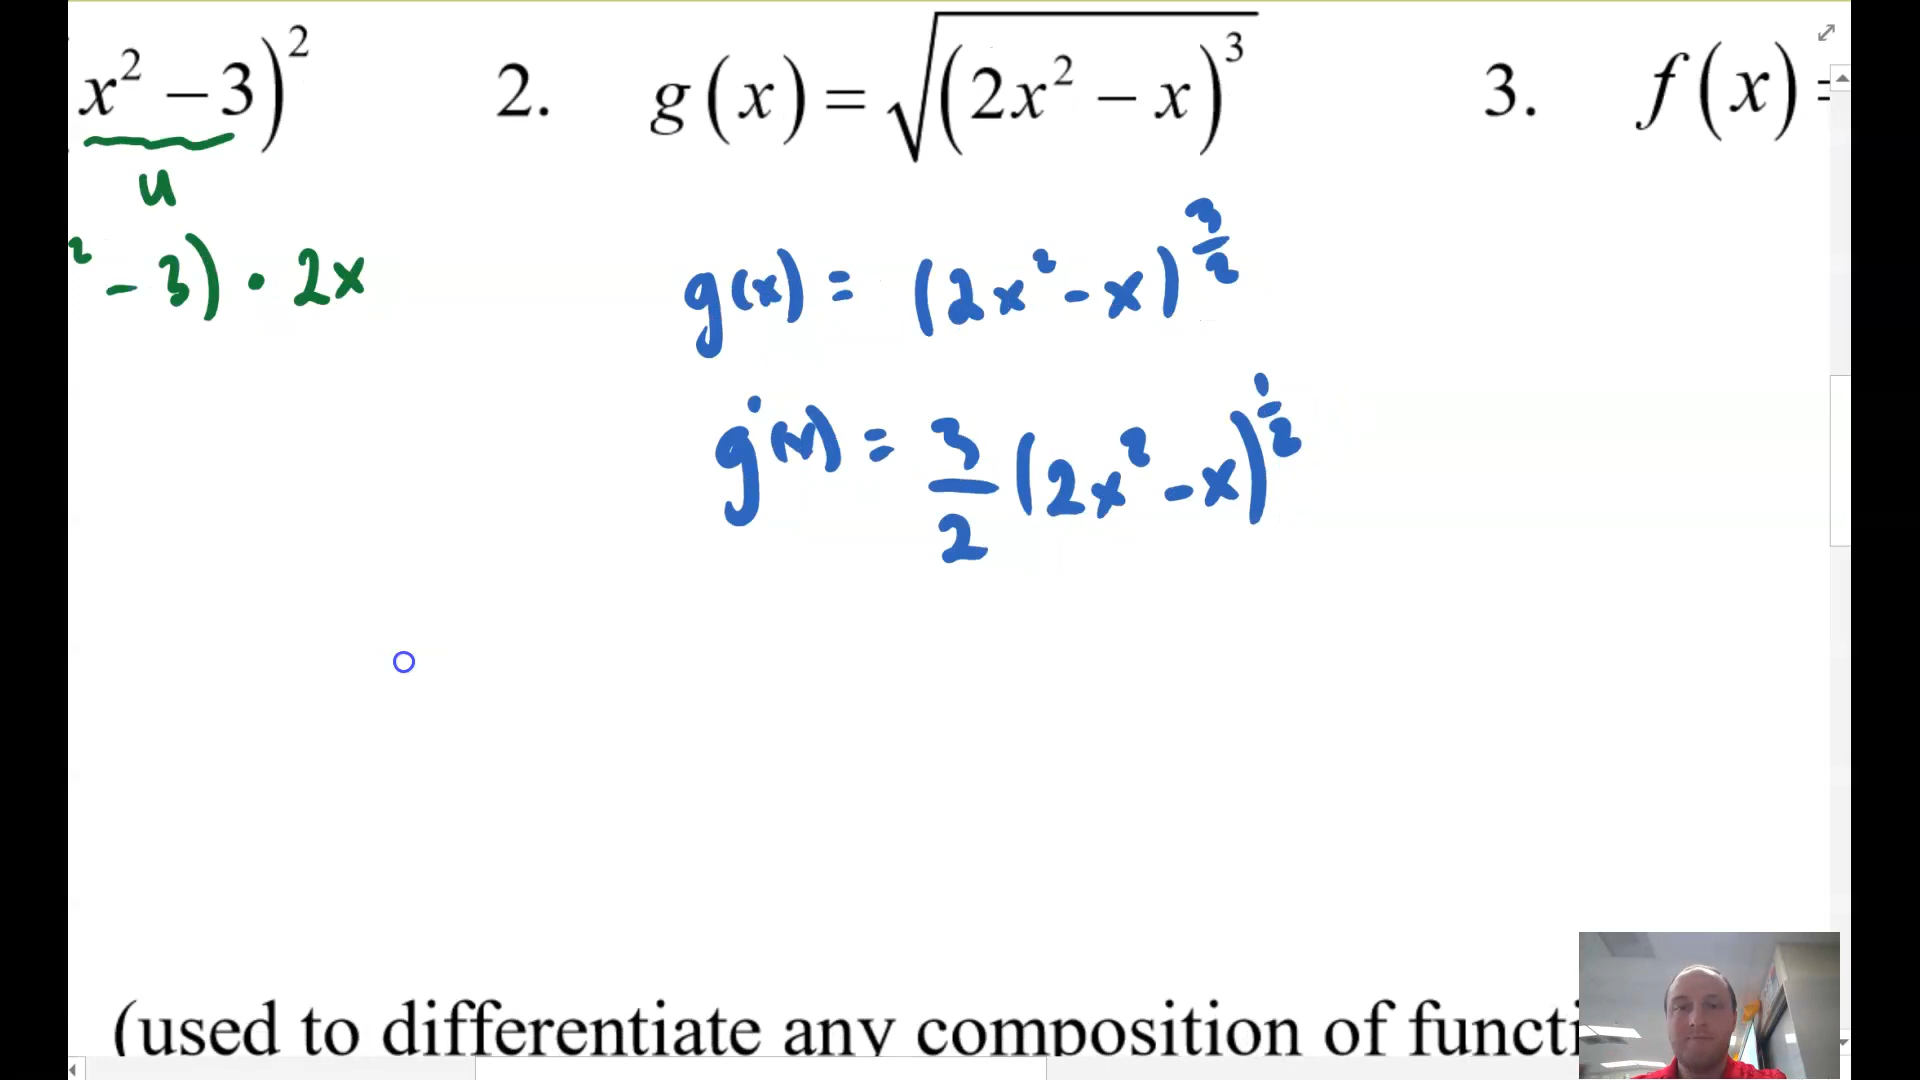 x² − 3)²
2. g(x) = √(2x² − x)³
3. f(x) =
u
² - 3) · 2x
g(x) = (2x² - x)^(3/2)
g'(x) = 3/2 (2x² - x)^(1/2)
(used to differentiate any composition of functi